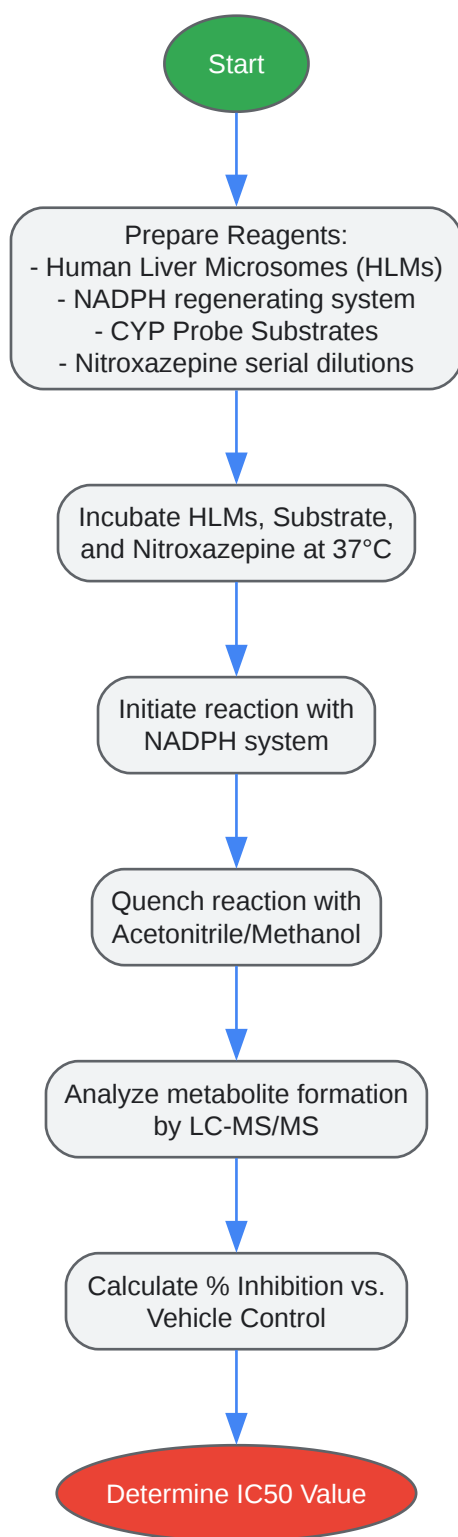 Start
Prepare Reagents:
- Human Liver Microsomes (HLMs)
- NADPH regenerating system
- CYP Probe Substrates
- Nitroxazepine serial dilutions
Incubate HLMs, Substrate,
and Nitroxazepine at 37°C
Initiate reaction with
NADPH system
Quench reaction with
Acetonitrile/Methanol
Analyze metabolite formation
by LC-MS/MS
Calculate % Inhibition vs.
Vehicle Control
Determine IC50 Value